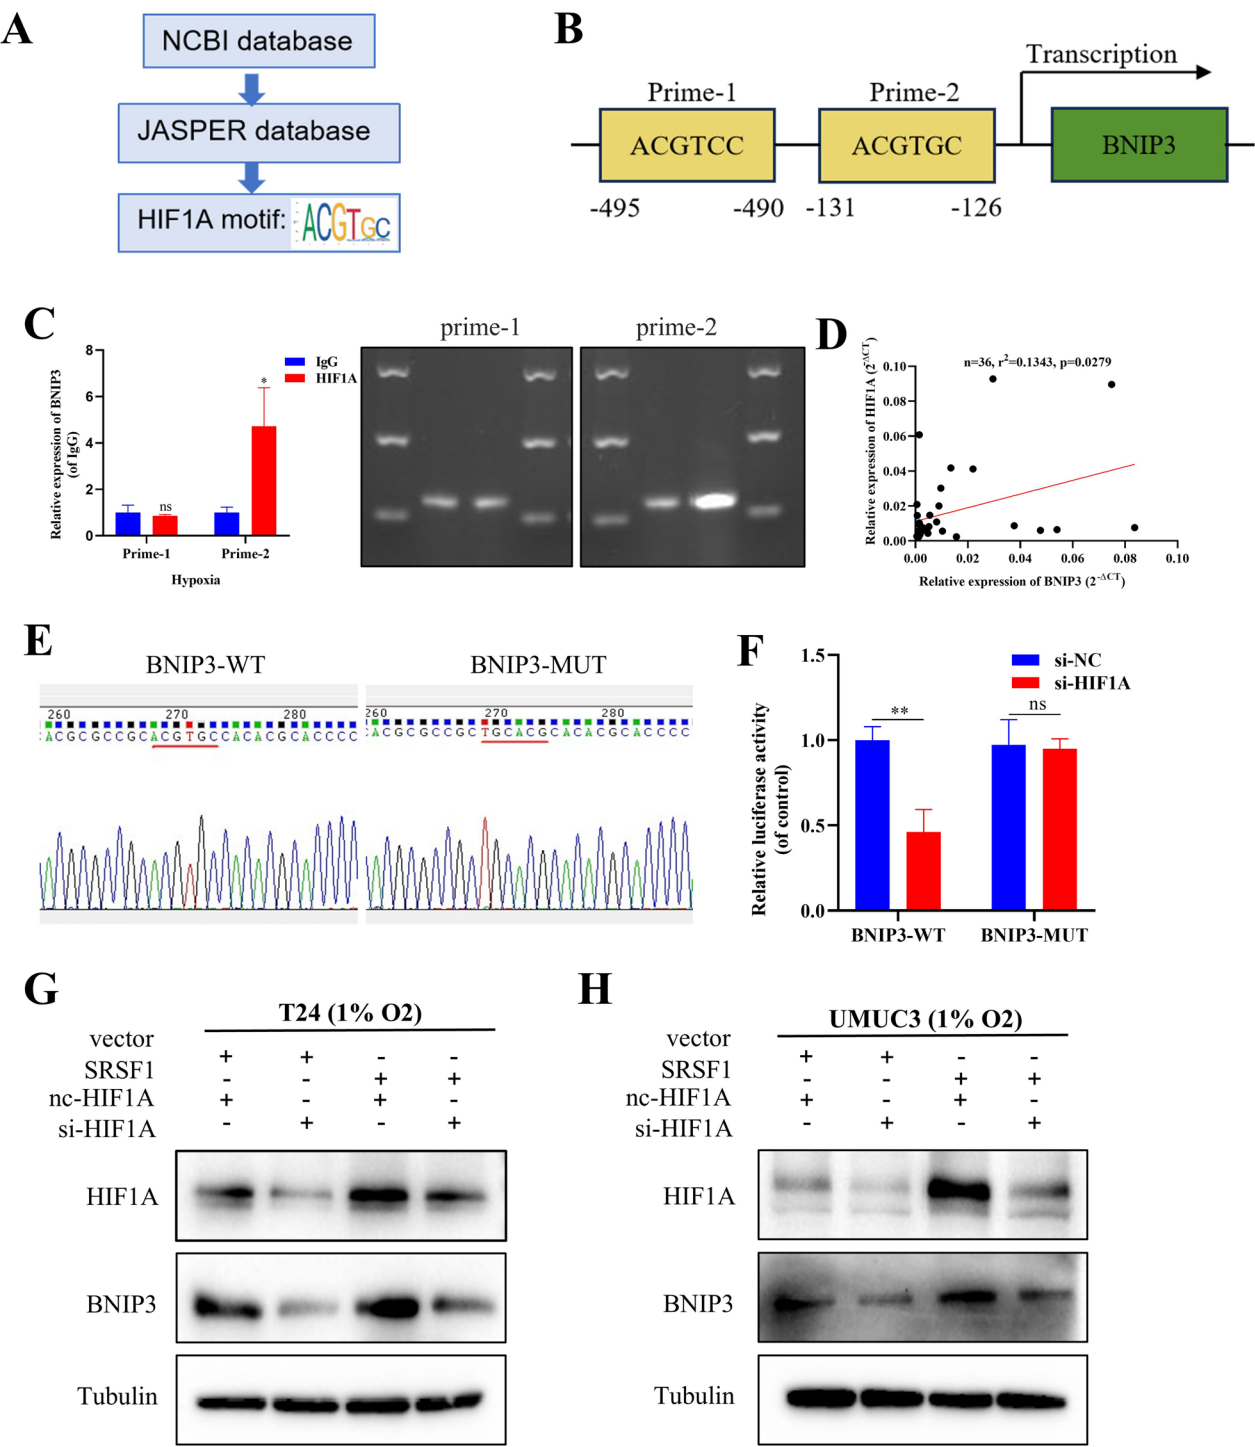 A
NCBI database
JASPER database
HIF1A motif: ACGTGC
B
Transcription
Prime-1
Prime-2
ACGTCC
ACGTGC
BNIP3
-495
-490
-131
-126
C
Relative expression of BNIP3
(of IgG)
8
6
4
2
0
ns
*
IgG
HIF1A
Prime-1
Prime-2
Hypoxia
prime-1
prime-2
D
Relative expression of HIF1A (2-ΔCT)
n=36, r2=0.1343, p=0.0279
0.10
0.08
0.06
0.04
0.02
0.00
0.00
0.02
0.04
0.06
0.08
0.10
Relative expression of BNIP3 (2-ΔCT)
E
BNIP3-WT
BNIP3-MUT
260
270
280
ACGCGCCGCACGTGCCACACGCACCCC
260
270
280
ACGCGCCGCTGCACGCACACGCACCCC
F
Relative luciferase activity
(of control)
1.5
1.0
0.5
0.0
si-NC
si-HIF1A
**
ns
BNIP3-WT
BNIP3-MUT
G
T24 (1% O2)
vector + + - -
SRSF1 - - + +
nc-HIF1A + - + -
si-HIF1A - + - +
HIF1A
BNIP3
Tubulin
H
UMUC3 (1% O2)
vector + + - -
SRSF1 - - + +
nc-HIF1A + - + -
si-HIF1A - + - +
HIF1A
BNIP3
Tubulin